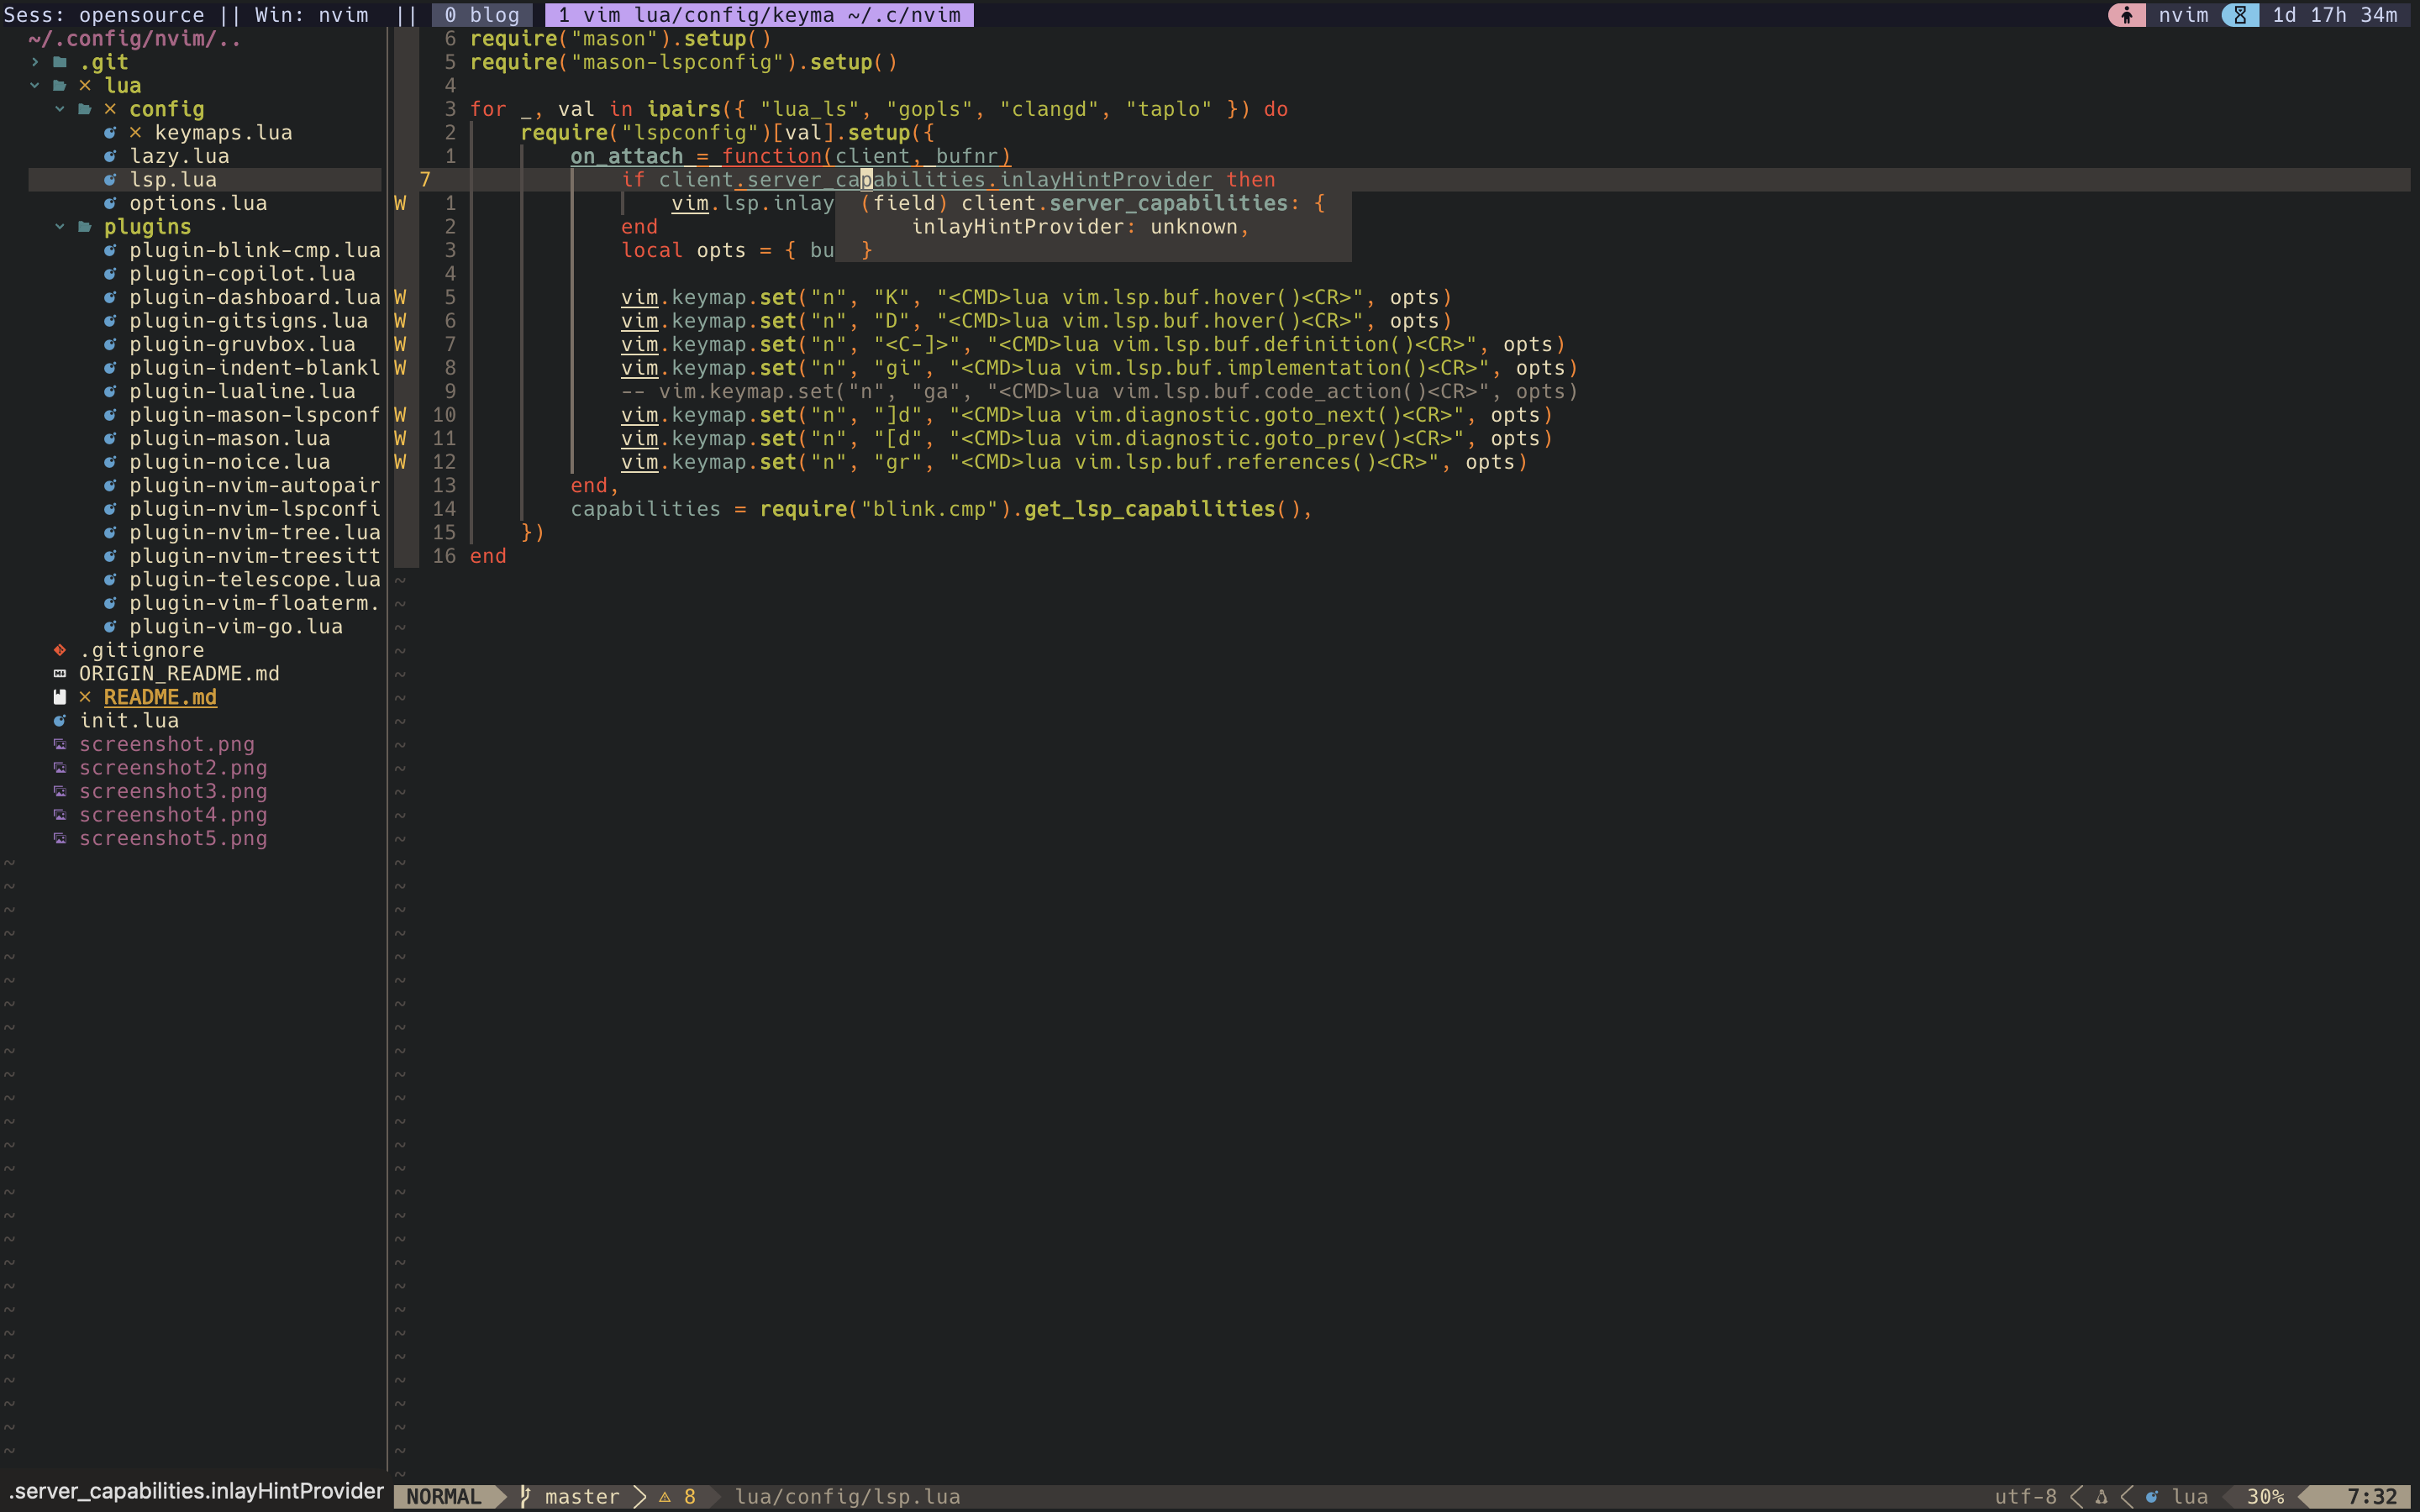 Sess: opensource || Win: nvim || 0 blog 1 vim lua/config/keyma ~/.c/nvim nvim 1d 17h 34m
~/.config/nvim/..
.git
lua
config
keymaps.lua
lazy.lua
lsp.lua
options.lua
plugins
plugin-blink-cmp.lua
plugin-copilot.lua
plugin-dashboard.lua
plugin-gitsigns.lua
plugin-gruvbox.lua
plugin-indent-blankl
plugin-lualine.lua
plugin-mason-lspconf
plugin-mason.lua
plugin-noice.lua
plugin-nvim-autopair
plugin-nvim-lspconfi
plugin-nvim-tree.lua
plugin-nvim-treesitt
plugin-telescope.lua
plugin-vim-floaterm.
plugin-vim-go.lua
.gitignore
ORIGIN_README.md
README.md
init.lua
screenshot.png
screenshot2.png
screenshot3.png
screenshot4.png
screenshot5.png
6 require("mason").setup()
5 require("mason-lspconfig").setup()
4
3 for _, val in ipairs({ "lua_ls", "gopls", "clangd", "taplo" }) do
2 require("lspconfig")[val].setup({
1 on_attach = function(client, bufnr)
7 if client.server_capabilities.inlayHintProvider then
W 1 vim.lsp.inlay
2 end
3 local opts = { bu
(field) client.server_capabilities: {
inlayHintProvider: unknown,
}
4
W 5 vim.keymap.set("n", "K", "<CMD>lua vim.lsp.buf.hover()<CR>", opts)
W 6 vim.keymap.set("n", "D", "<CMD>lua vim.lsp.buf.hover()<CR>", opts)
W 7 vim.keymap.set("n", "<C-]>", "<CMD>lua vim.lsp.buf.definition()<CR>", opts)
W 8 vim.keymap.set("n", "gi", "<CMD>lua vim.lsp.buf.implementation()<CR>", opts)
9 -- vim.keymap.set("n", "ga", "<CMD>lua vim.lsp.buf.code_action()<CR>", opts)
W 10 vim.keymap.set("n", "]d", "<CMD>lua vim.diagnostic.goto_next()<CR>", opts)
W 11 vim.keymap.set("n", "[d", "<CMD>lua vim.diagnostic.goto_prev()<CR>", opts)
W 12 vim.keymap.set("n", "gr", "<CMD>lua vim.lsp.buf.references()<CR>", opts)
13 end,
14 capabilities = require("blink.cmp").get_lsp_capabilities(),
15 })
16 end
.server_capabilities.inlayHintProvider
NORMAL master 8 lua/config/lsp.lua utf-8 lua 30% 7:32